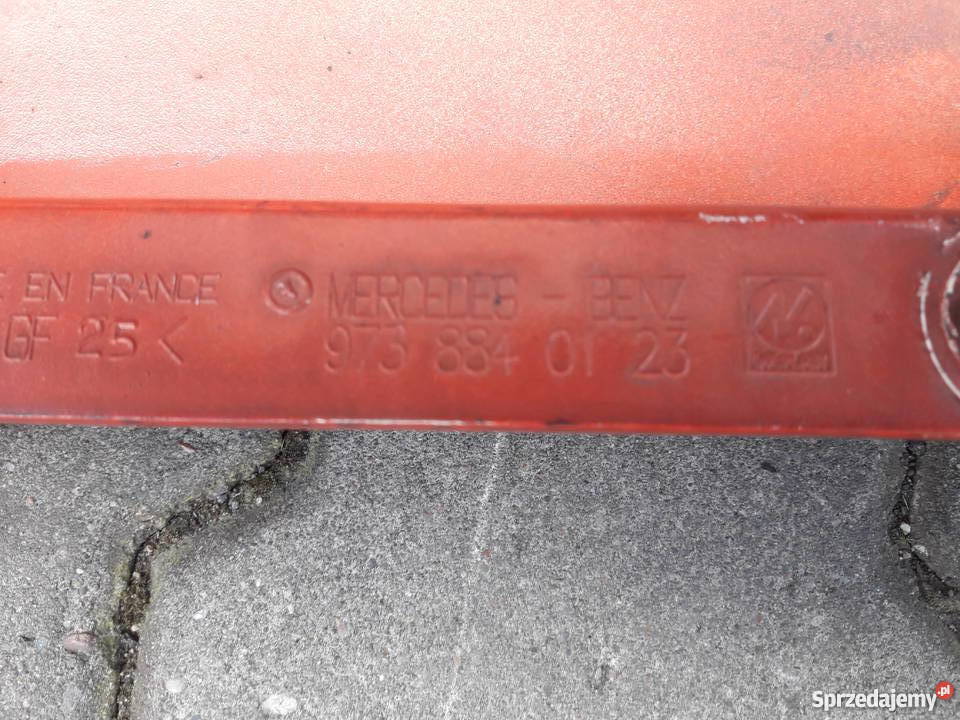 E EN FRANCE
GF 25 <
MERCEDES - BENZ
973 884 01 23
Sprzedajemy.pl